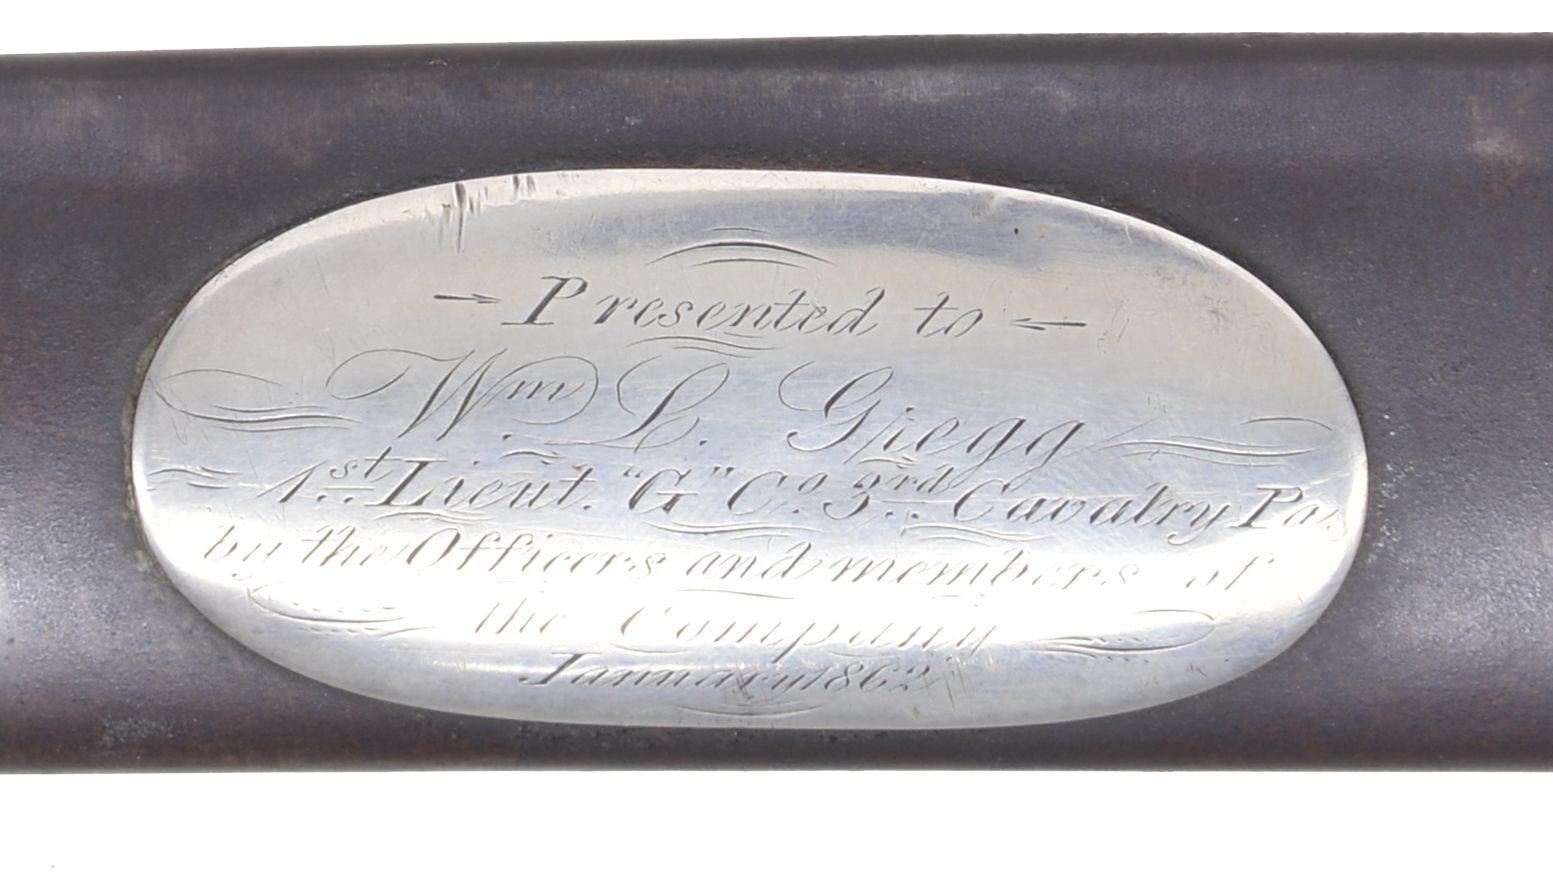 Presented to
Wm. L. Gregg
1st. Lieut. "G" Co. 3rd. Cavalry Pa.
by the Officers and members of
the Company
January 1862